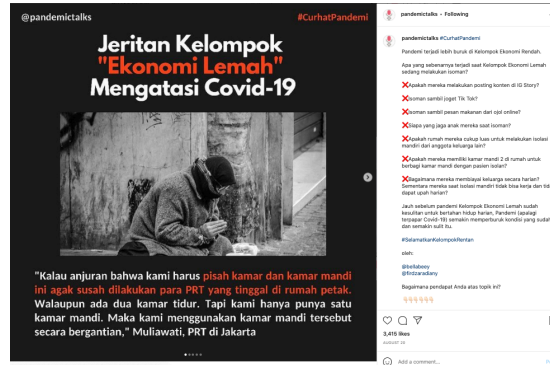 @pandemictalks
#CurhatPandemi
Jeritan Kelompok
"Ekonomi Lemah"
Mengatasi Covid-19
"Kalau anjuran bahwa kami harus pisah kamar dan kamar mandi
ini agak susah dilakukan para PRT yang tinggal di rumah petak.
Walaupun ada dua kamar tidur. Tapi kami hanya punya satu
kamar mandi. Maka kami menggunakan kamar mandi tersebut
secara bergantian," Muliawati, PRT di Jakarta
pandemictalks • Following
pandemictalks #CurhatPandemi
Pandemi terjadi lebih buruk di Kelompok Ekonomi Rendah.
Apa yang sebenarnya terjadi saat Kelompok Ekonomi Lemah
sedang melakukan isoman?
❌Apakah mereka melakukan posting konten di IG Story?
❌Isoman sambil joget Tik Tok?
❌Isoman sambil pesan makanan dari ojol online?
❌Siapa yang jaga anak mereka saat isoman?
❌Apakah rumah mereka cukup luas untuk melakukan isolasi
mandiri dari anggota keluarga lain?
❌Apakah mereka memiliki kamar mandi 2 di rumah untuk
berbagi kamar mandi dengan pasien isolan?
❌Bagaimana mereka membiayai keluarga secara harian?
Sementara mereka saat isolasi mandiri tidak bisa kerja dan tid
dapat upah harian?
Jauh sebelum pandemi Kelompok Ekonomi Lemah sudah
kesulitan untuk bertahan hidup harian, Pandemi (apalagi
terpapar Covid-19) semakin memperburuk kondisi yang sudah
dan semakin sulit itu.
#SelamatkanKelompokRentan
oleh:
@bellabeey
@firdzaradiany
Bagaimana pendapat Anda atas topik ini?
3,415 likes
Add a comment...